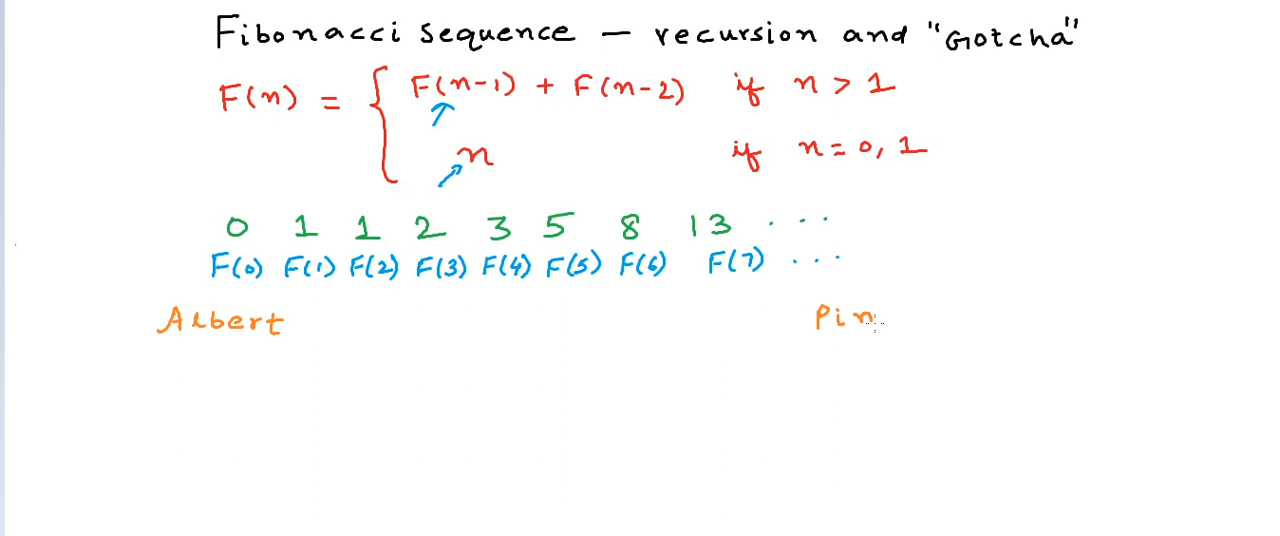 Fibonacci sequence – recursion and "Gotcha"
F(n) = { F(n-1) + F(n-2) if n > 1
n if n = 0, 1
0 1 1 2 3 5 8 13 ...
F(0) F(1) F(2) F(3) F(4) F(5) F(6) F(7) ...
Albert Pin